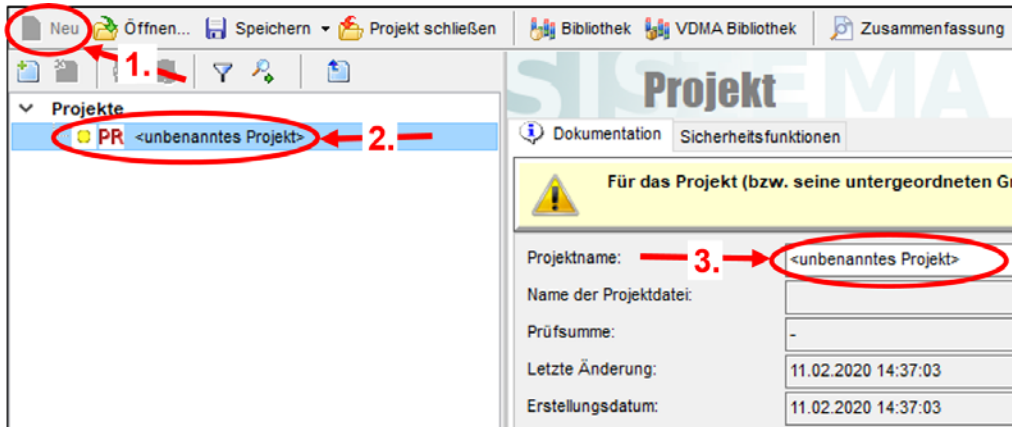 Neu Öffnen... Speichern Projekt schließen Bibliothek VDMA Bibliothek Zusammenfassung
1.
SISTEMA
Projekt
Projekte
PR <unbenanntes Projekt> 2.
Dokumentation Sicherheitsfunktionen
Für das Projekt (bzw. seine untergeordneten
Projektname: 3. <unbenanntes Projekt>
Name der Projektdatei:
Prüfsumme: -
Letzte Änderung: 11.02.2020 14:37:03
Erstellungsdatum: 11.02.2020 14:37:03